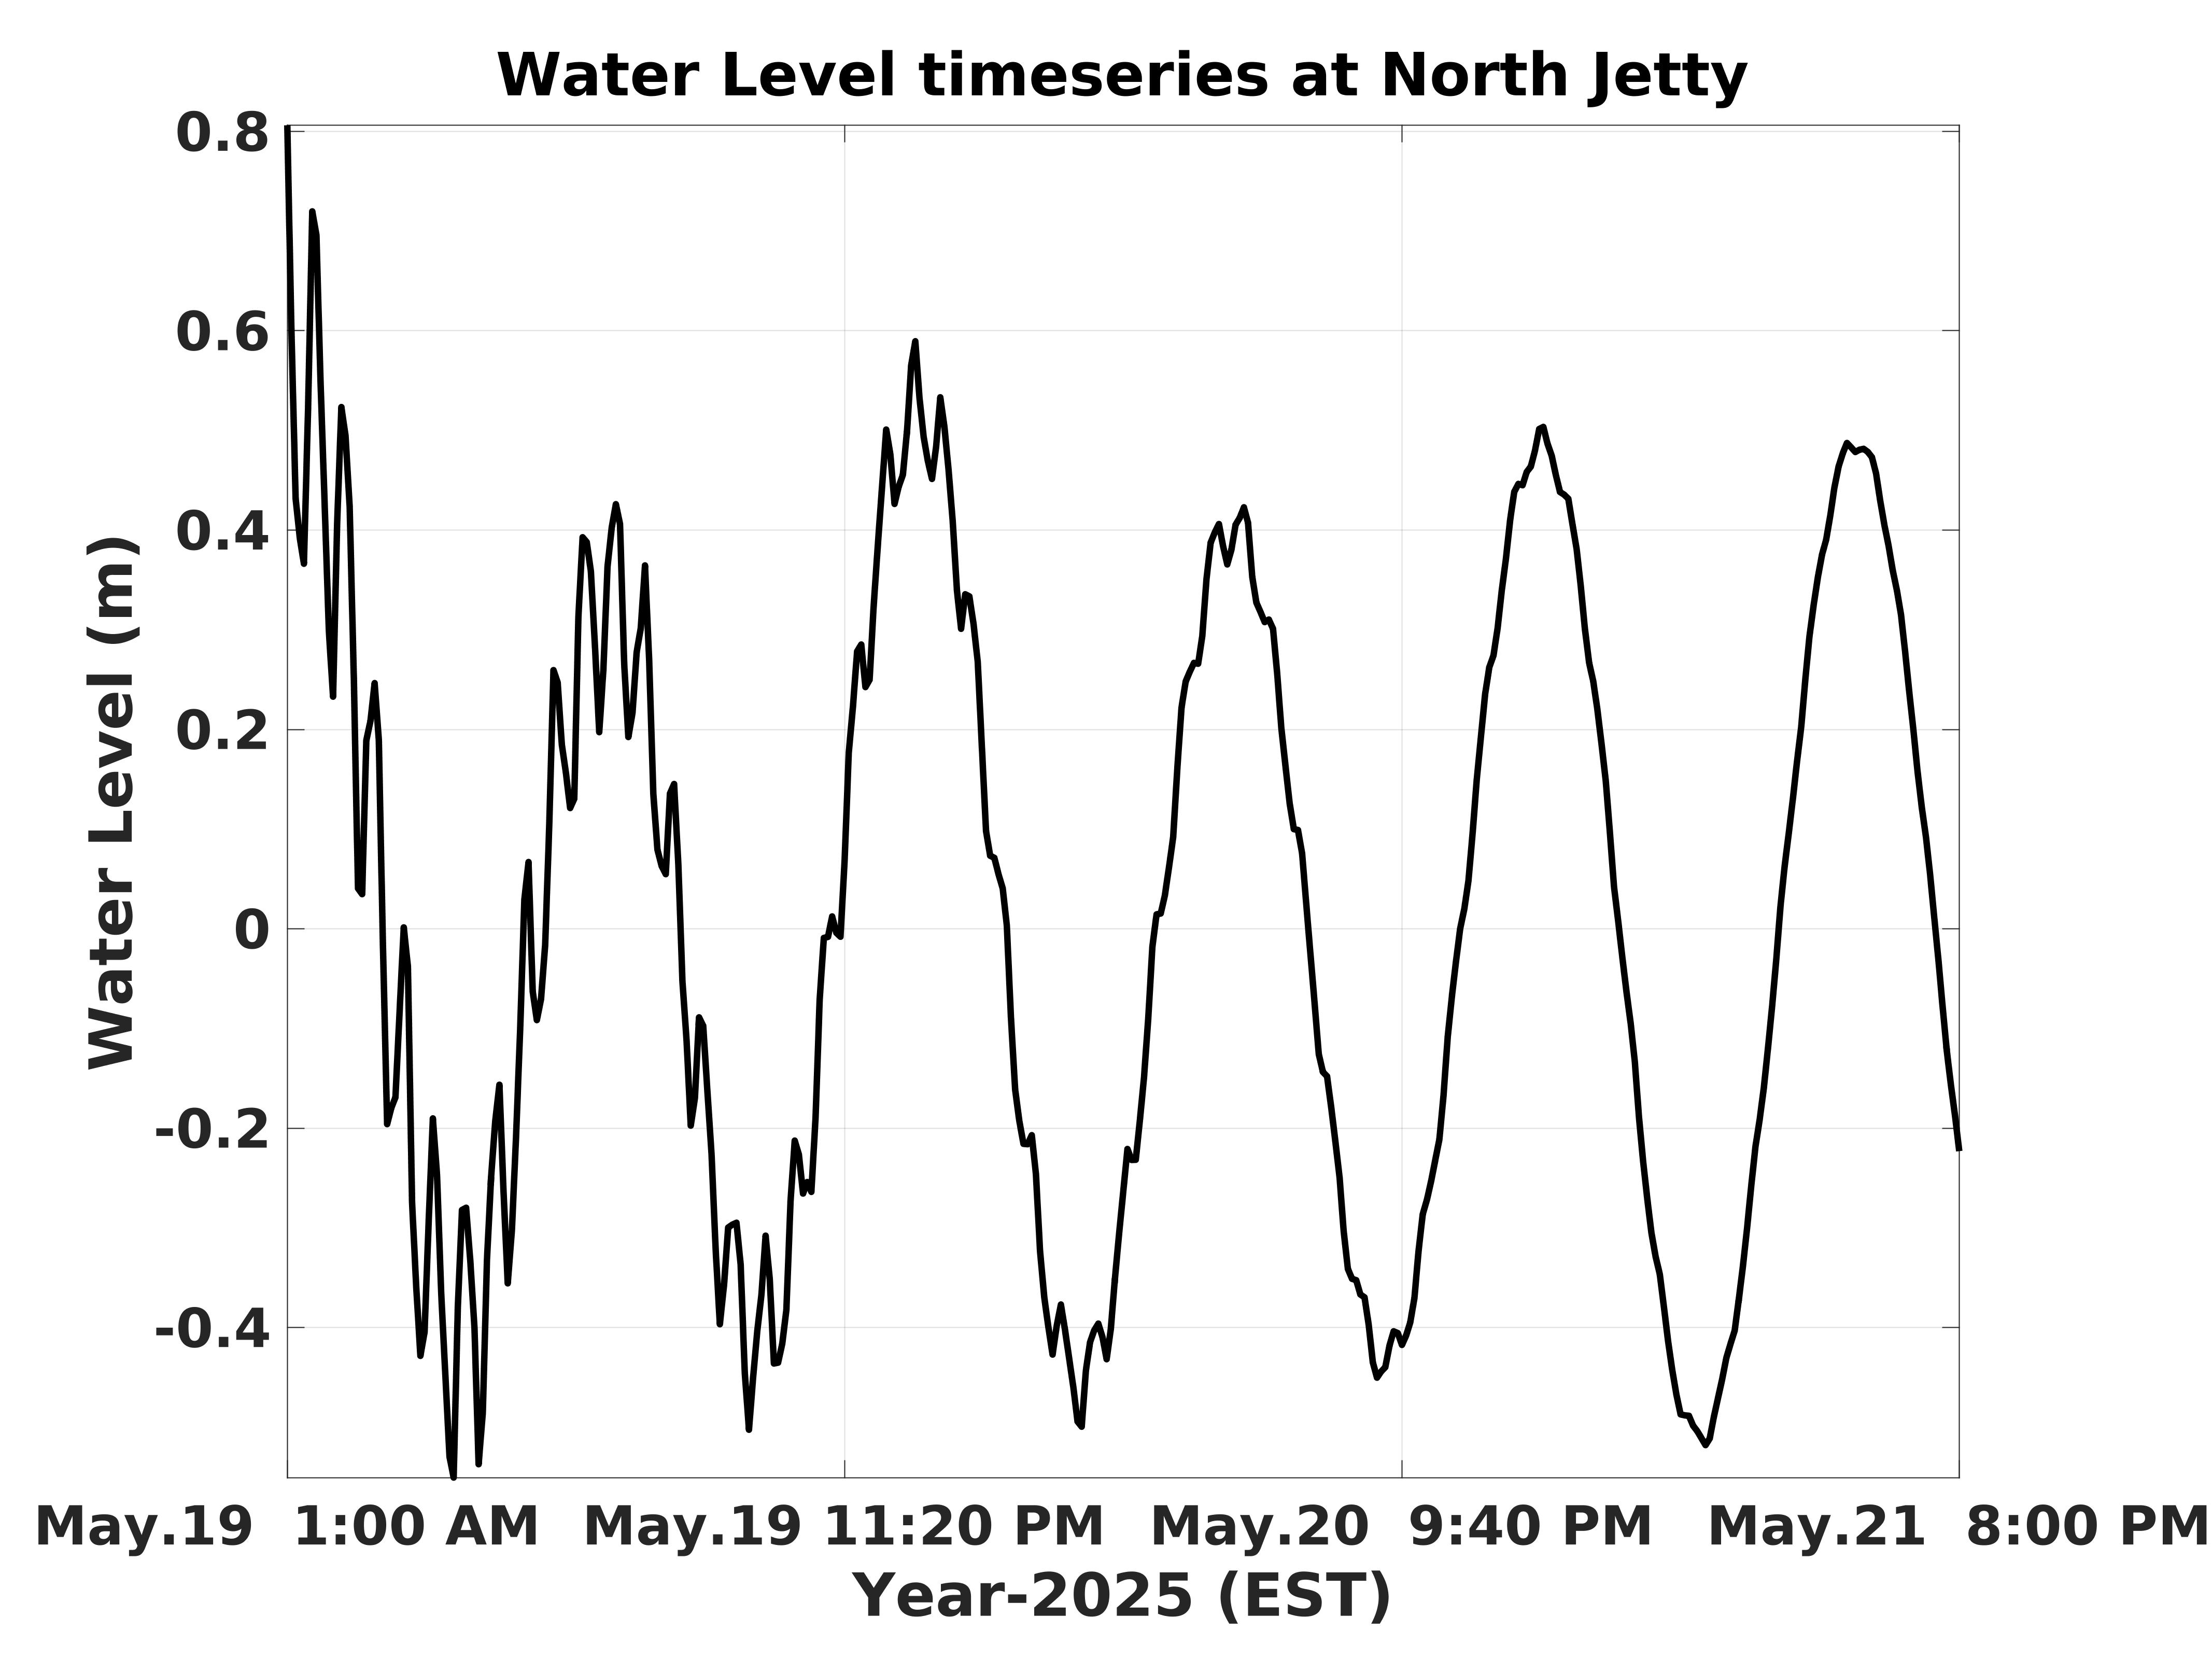 Water Level timeseries at North Jetty
0.8
0.6
0.4
0.2
0
-0.2
-0.4
Water Level (m)
May.19 1:00 AM May.19 11:20 PM May.20 9:40 PM May.21 8:00 PM
Year-2025 (EST)